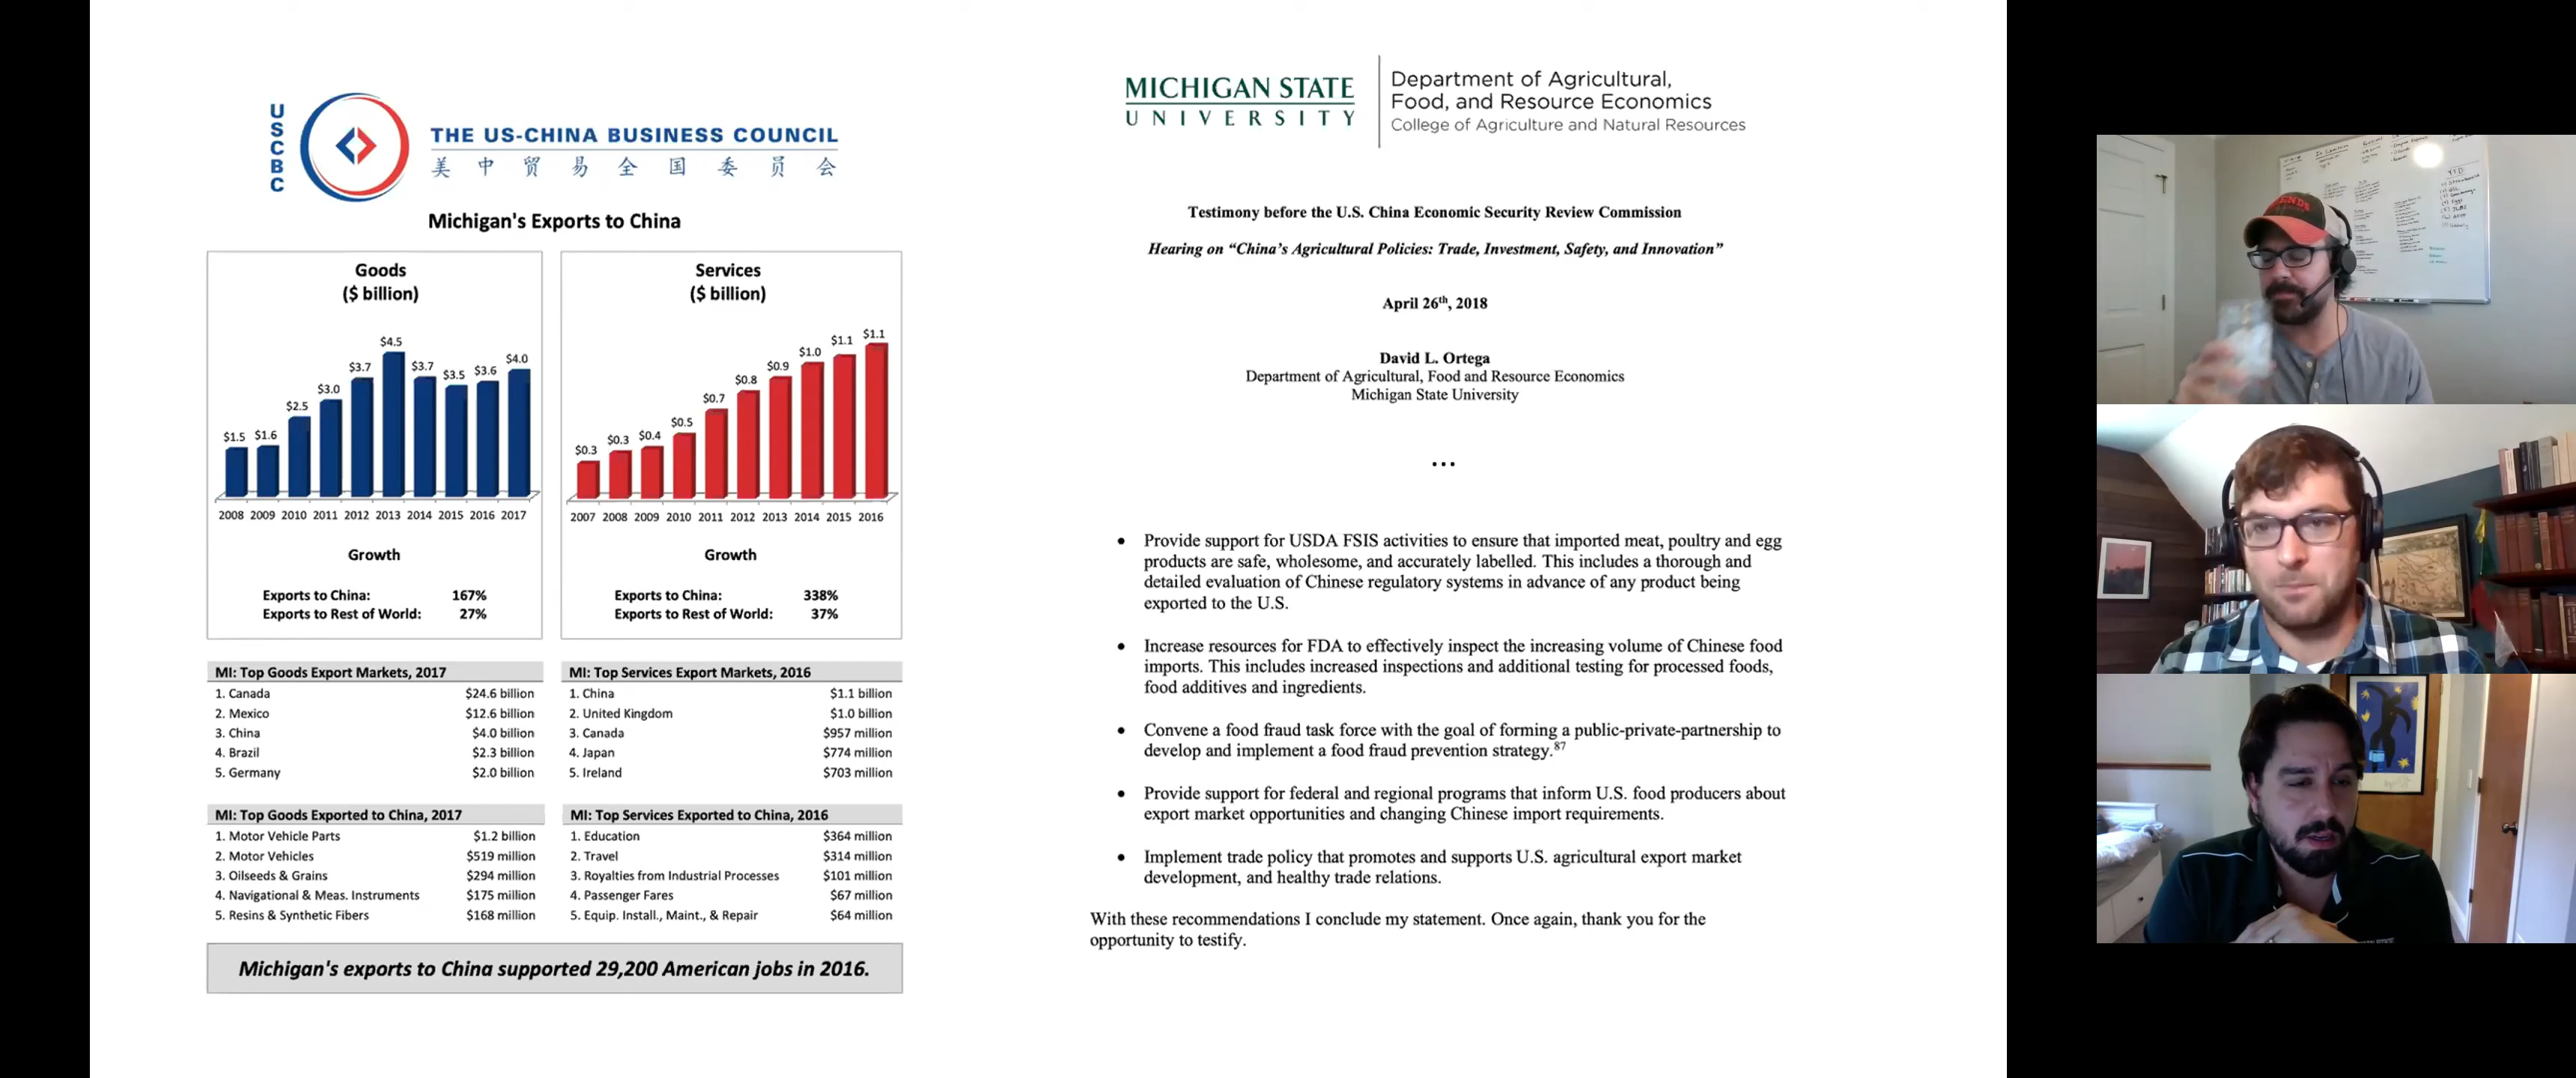 USCBC
THE US-CHINA BUSINESS COUNCIL
美中贸易全国委员会
Michigan's Exports to China
Goods
($ billion)
$1.5 $1.6 $2.5 $3.0 $3.7 $4.5 $3.7 $3.5 $3.6 $4.0
2008 2009 2010 2011 2012 2013 2014 2015 2016 2017
Growth
Exports to China: 167%
Exports to Rest of World: 27%
Services
($ billion)
$0.3 $0.3 $0.4 $0.5 $0.7 $0.8 $0.9 $1.0 $1.1 $1.1
2007 2008 2009 2010 2011 2012 2013 2014 2015 2016
Growth
Exports to China: 338%
Exports to Rest of World: 37%
MI: Top Goods Export Markets, 2017
1. Canada $24.6 billion
2. Mexico $12.6 billion
3. China $4.0 billion
4. Brazil $2.3 billion
5. Germany $2.0 billion
MI: Top Services Export Markets, 2016
1. China $1.1 billion
2. United Kingdom $1.0 billion
3. Canada $957 million
4. Japan $774 million
5. Ireland $703 million
MI: Top Goods Exported to China, 2017
1. Motor Vehicle Parts $1.2 billion
2. Motor Vehicles $519 million
3. Oilseeds & Grains $294 million
4. Navigational & Meas. Instruments $175 million
5. Resins & Synthetic Fibers $168 million
MI: Top Services Exported to China, 2016
1. Education $364 million
2. Travel $314 million
3. Royalties from Industrial Processes $101 million
4. Passenger Fares $67 million
5. Equip. Install., Maint., & Repair $64 million
Michigan's exports to China supported 29,200 American jobs in 2016.
MICHIGAN STATE
UNIVERSITY
Department of Agricultural,
Food, and Resource Economics
College of Agriculture and Natural Resources
Testimony before the U.S. China Economic Security Review Commission
Hearing on “China’s Agricultural Policies: Trade, Investment, Safety, and Innovation”
April 26th, 2018
David L. Ortega
Department of Agricultural, Food and Resource Economics
Michigan State University
...
• Provide support for USDA FSIS activities to ensure that imported meat, poultry and egg
products are safe, wholesome, and accurately labelled. This includes a thorough and
detailed evaluation of Chinese regulatory systems in advance of any product being
exported to the U.S.
• Increase resources for FDA to effectively inspect the increasing volume of Chinese food
imports. This includes increased inspections and additional testing for processed foods,
food additives and ingredients.
• Convene a food fraud task force with the goal of forming a public-private-partnership to
develop and implement a food fraud prevention strategy.87
• Provide support for federal and regional programs that inform U.S. food producers about
export market opportunities and changing Chinese import requirements.
• Implement trade policy that promotes and supports U.S. agricultural export market
development, and healthy trade relations.
With these recommendations I conclude my statement. Once again, thank you for the
opportunity to testify.